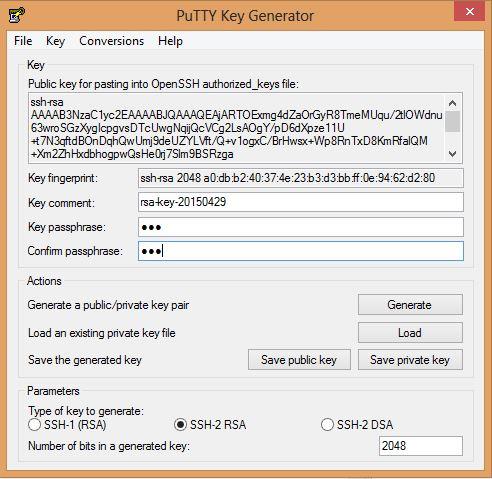 PuTTY Key Generator
File Key Conversions Help
Key
Public key for pasting into OpenSSH authorized_keys file:
ssh-rsa
AAAAB3NzaC1yc2EAAAABJQAAAQEAjARTOExmg4dZaOrGyR8TmeMUqu/2tlOWdnu
63wroSGzXyglcpgvsDTcUwgNqijjQcVCg2LsAOgY/pD6dXpze11U
+t7N3qftdBOnDqhQwUmj9deUZYLVft/Q+v1ogxC/BrHwsx+Wp8RnTxD8KmRfalQM
+Xm2ZhHxdbhogpwQsHe0rj7Slm9BSRzga
Key fingerprint: ssh-rsa 2048 a0:db:b2:40:37:4e:23:b3:d3:bb:ff:0e:94:62:d2:80
Key comment: rsa-key-20150429
Key passphrase: ●●●
Confirm passphrase: ●●●
Actions
Generate a public/private key pair Generate
Load an existing private key file Load
Save the generated key Save public key Save private key
Parameters
Type of key to generate:
SSH-1 (RSA) SSH-2 RSA SSH-2 DSA
Number of bits in a generated key: 2048